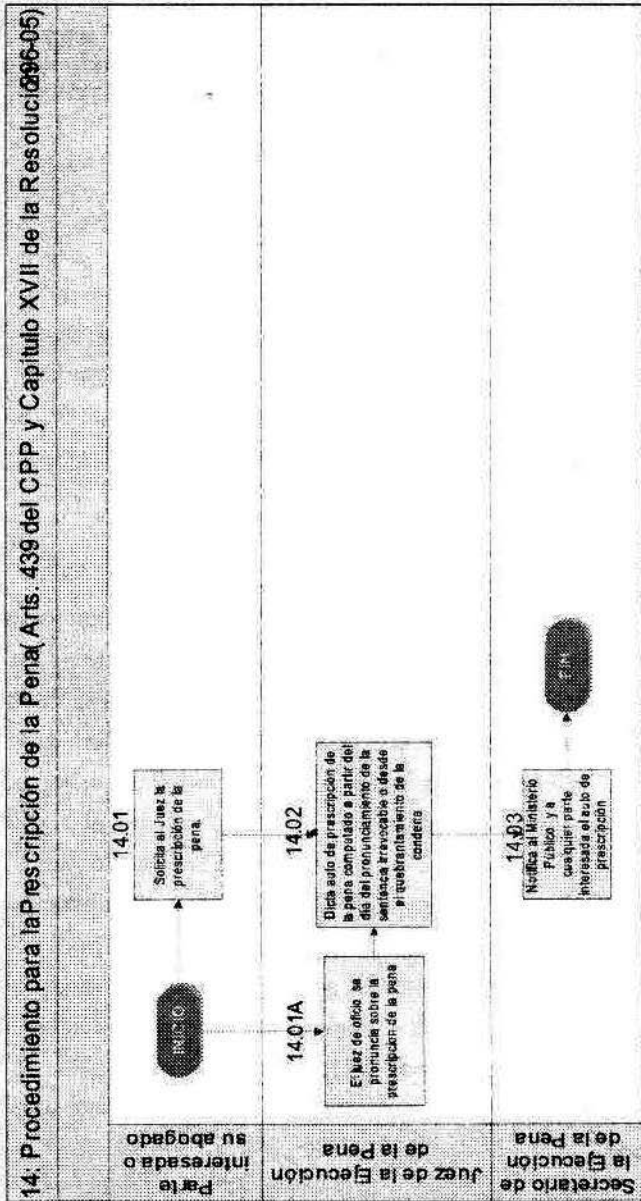 14: Procedimiento para la Prescripción de la Pena( Arts. 439 del CPP y Capítulo XVII de la Resolución 296-05)
Parte
interesada o
su abogado
INICIO
14.01
Solicita al Juez la
prescripción de la
pena.
Juez de la Ejecución
de la Pena
14.01A
El juez de oficio se
pronuncia sobre la
prescripción de la pena
14.02
Dicta auto de prescripción de
la pena computado a partir del
día del pronunciamiento de la
sentencia irrevocable o desde
el quebrantamiento de la
condena
Secretario de
la Ejecución
de la Pena
14.03
Notifica al Ministerio
Público y a
cualquier parte
interesada el auto de
prescripción
FIN